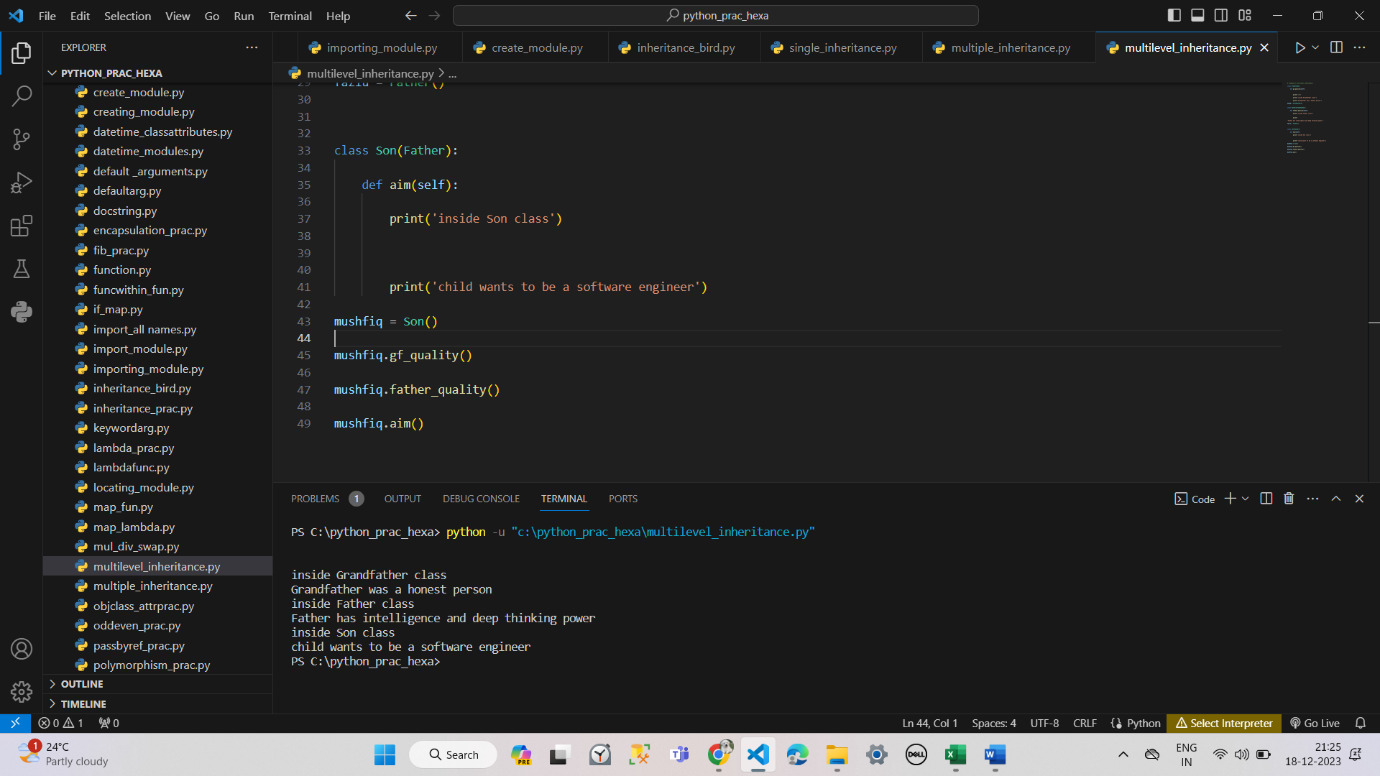 File Edit Selection View Go Run Terminal Help
python_prac_hexa
EXPLORER
importing_module.py create_module.py inheritance_bird.py single_inheritance.py multiple_inheritance.py multilevel_inheritance.py
PYTHON_PRAC_HEXA
create_module.py
creating_module.py
datetime_classattributes.py
datetime_modules.py
default _arguments.py
defaultarg.py
docstring.py
encapsulation_prac.py
fib_prac.py
function.py
funcwithin_fun.py
if_map.py
import_all names.py
import_module.py
importing_module.py
inheritance_bird.py
inheritance_prac.py
keywordarg.py
lambda_prac.py
lambdafunc.py
locating_module.py
map_fun.py
map_lambda.py
mul_div_swap.py
multilevel_inheritance.py
multiple_inheritance.py
objclass_attrprac.py
oddeven_prac.py
passbyref_prac.py
polymorphism_prac.py
OUTLINE
TIMELINE
multilevel_inheritance.py > ...
29 = Father()
30
31
32
33 class Son(Father):
34
35 def aim(self):
36
37 print('inside Son class')
38
39
40
41 print('child wants to be a software engineer')
42
43 mushfiq = Son()
44
45 mushfiq.gf_quality()
46
47 mushfiq.father_quality()
48
49 mushfiq.aim()
PROBLEMS 1 OUTPUT DEBUG CONSOLE TERMINAL PORTS
Code
PS C:\python_prac_hexa> python -u "c:\python_prac_hexa\multilevel_inheritance.py"
inside Grandfather class
Grandfather was a honest person
inside Father class
Father has intelligence and deep thinking power
inside Son class
child wants to be a software engineer
PS C:\python_prac_hexa>
0 1 0 Ln 44, Col 1 Spaces: 4 UTF-8 CRLF Python Select Interpreter Go Live
1 24°C
Partly cloudy
Search
PRE
DELL
ENG
IN
21:25
18-12-2023